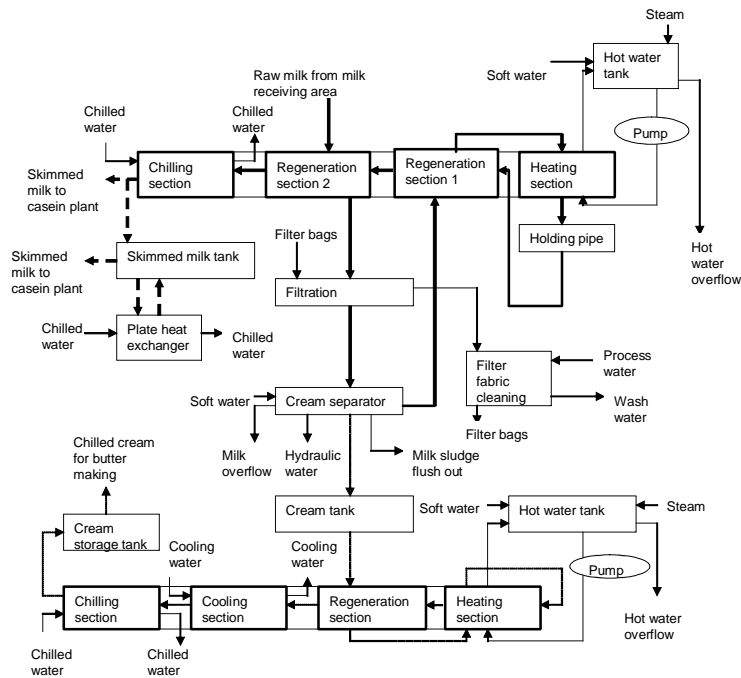 Steam
Hot water
tank
Soft water
Raw milk from milk
receiving area
Chilled
water
Chilled
water
Pump
Chilling
section
Regeneration
section 2
Regeneration
section 1
Heating
section
Skimmed
milk to
casein plant
Holding pipe
Hot
water
overflow
Skimmed
milk to
casein plant
Skimmed milk tank
Filter bags
Filtration
Chilled
water
Plate heat
exchanger
Chilled
water
Filter
fabric
cleaning
Process
water
Wash
water
Soft water
Cream separator
Filter bags
Milk
overflow
Hydraulic
water
Milk sludge
flush out
Chilled cream
for butter
making
Cream tank
Soft water
Hot water tank
Steam
Cream
storage tank
Cooling
water
Cooling
water
Pump
Chilling
section
Cooling
section
Regeneration
section
Heating
section
Hot water
overflow
Chilled
water
Chilled
water